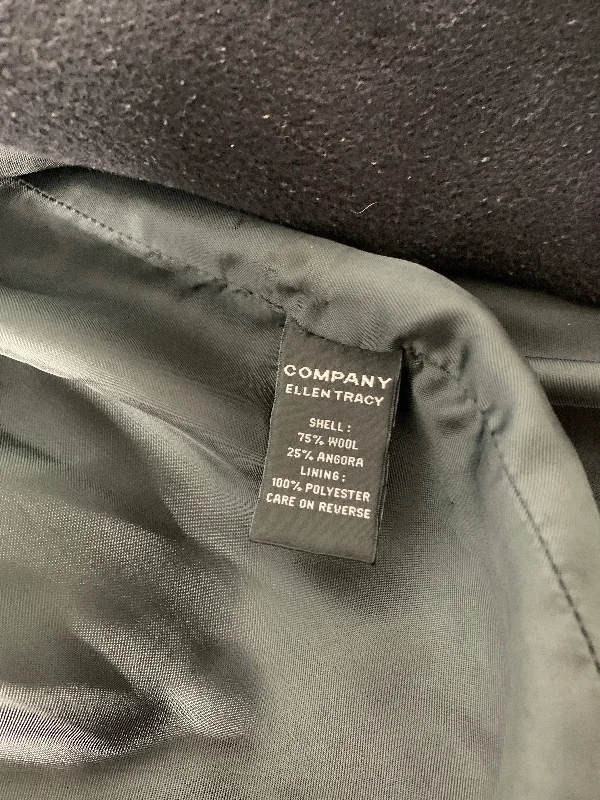 COMPANY
ELLEN TRACY
SHELL:
75% WOOL
25% ANGORA
LINING:
100% POLYESTER
CARE ON REVERSE